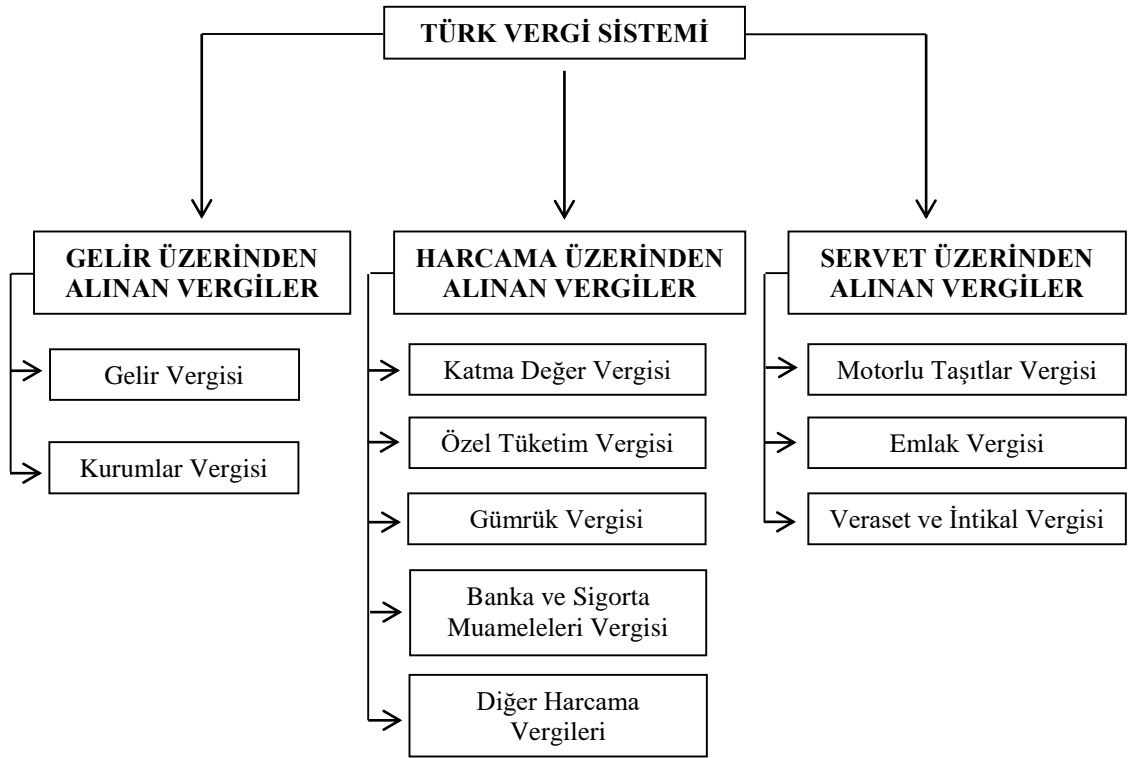 TÜRK VERGİ SİSTEMİ
GELİR ÜZERİNDEN
ALINAN VERGİLER
Gelir Vergisi
Kurumlar Vergisi
HARCAMA ÜZERİNDEN
ALINAN VERGİLER
Katma Değer Vergisi
Özel Tüketim Vergisi
Gümrük Vergisi
Banka ve Sigorta
Muameleleri Vergisi
Diğer Harcama
Vergileri
SERVET ÜZERİNDEN
ALINAN VERGİLER
Motorlu Taşıtlar Vergisi
Emlak Vergisi
Veraset ve İntikal Vergisi